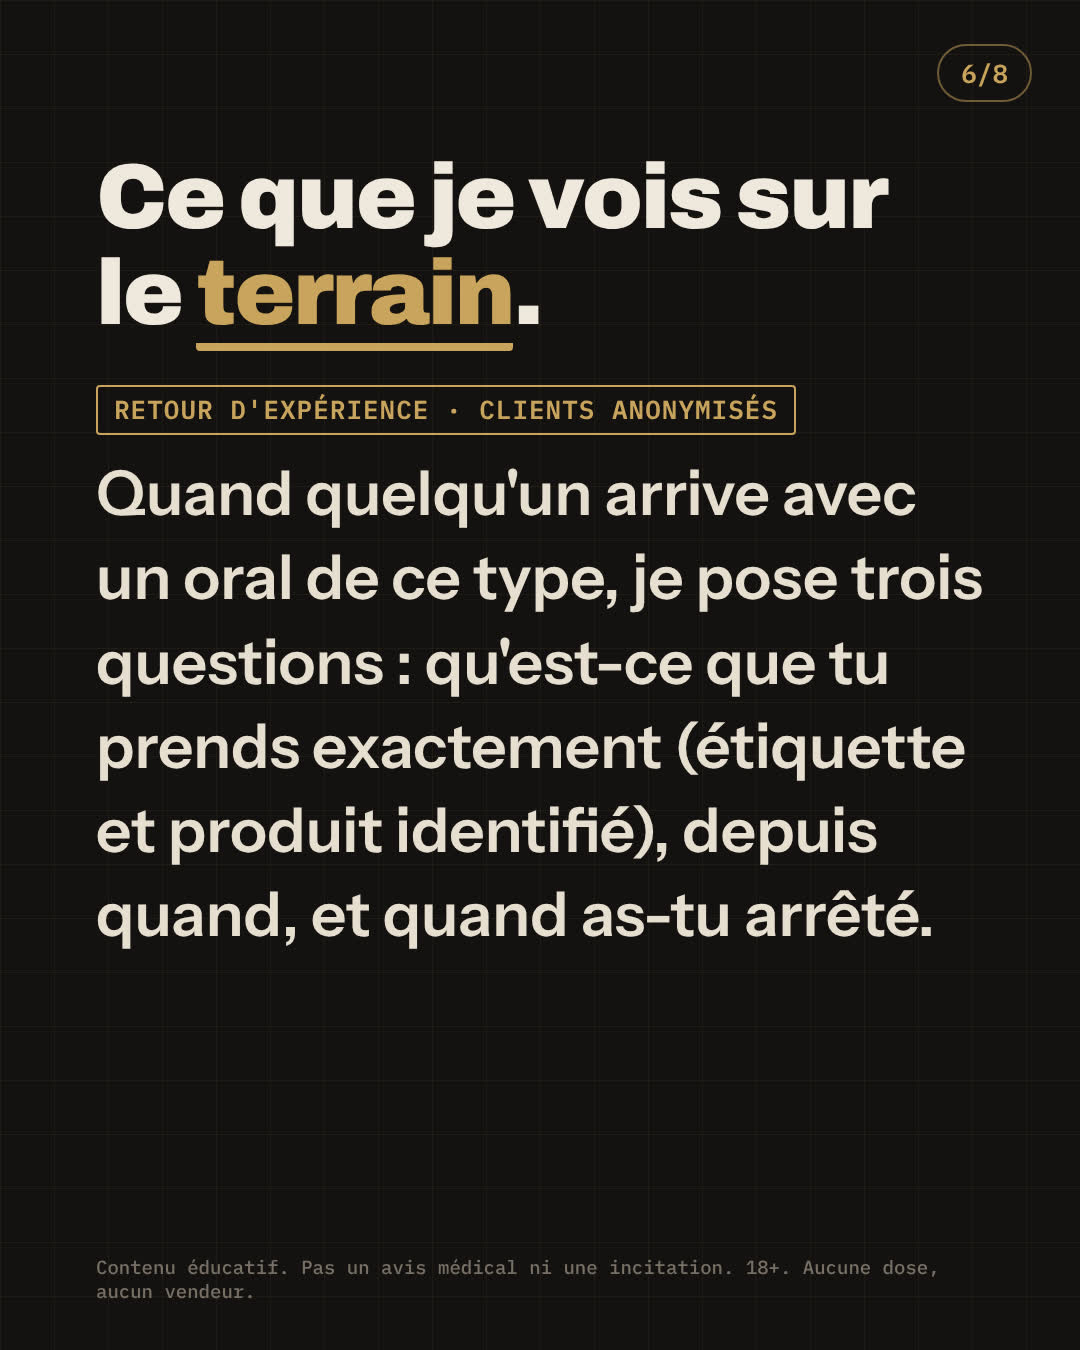 6/8
Ce que je vois sur
le terrain.
RETOUR D'EXPÉRIENCE · CLIENTS ANONYMISÉS
Quand quelqu'un arrive avec
un oral de ce type, je pose trois
questions : qu'est-ce que tu
prends exactement (étiquette
et produit identifié), depuis
quand, et quand as-tu arrêté.
Contenu éducatif. Pas un avis médical ni une incitation. 18+. Aucune dose,
aucun vendeur.